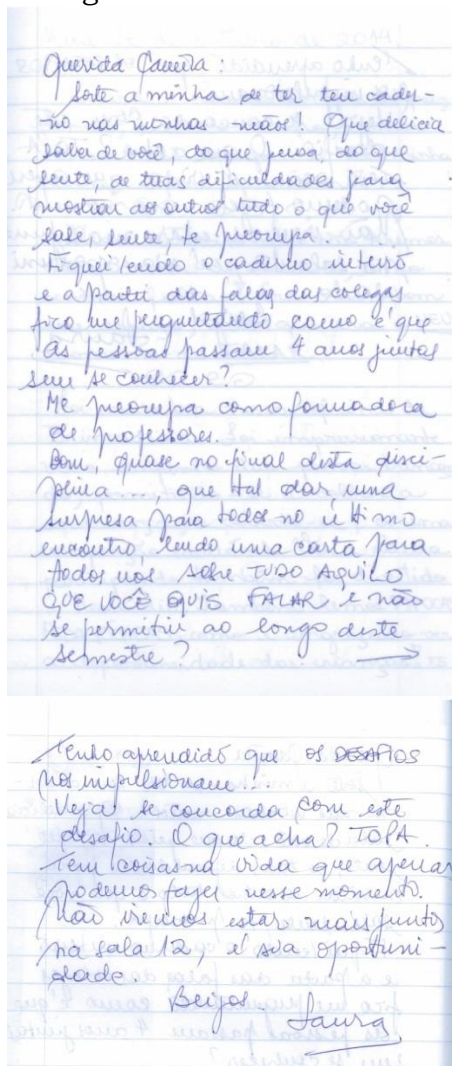 Querida Camila:
Sorte a minha de ter teu cader-
-no nas minhas mãos! Que delícia
saber de você, do que pensa, do que
sente, de tuas dificuldades para
mostrar aos outros tudo o que você
sabe, sente, te preocupa.
Fiquei lendo o caderno inteiro
e a partir das falas das colegas
fico me perguntando como é que
as pessoas passam 4 anos juntas
sem se conhecer?
Me preocupa como formadora
de professores.
Bom, quase no final desta disci-
plina..., que tal dar, uma
surpresa para todos no último
encontro, lendo uma carta para
todos nós sobre TUDO AQUILO
QUE VOCÊ QUIS FALAR e não
se permitiu ao longo deste
semestre?
Tenho aprendido que OS DESAFIOS
nos impulsionam!!
Veja se concorda com este
desafio. O que acha? TOPA.
Tem coisas na vida que apenas
podemos fazer nesse momento.
Não iremos estar mais juntos
na sala 12, é sua oportuni-
dade.
Beijos.
Laura